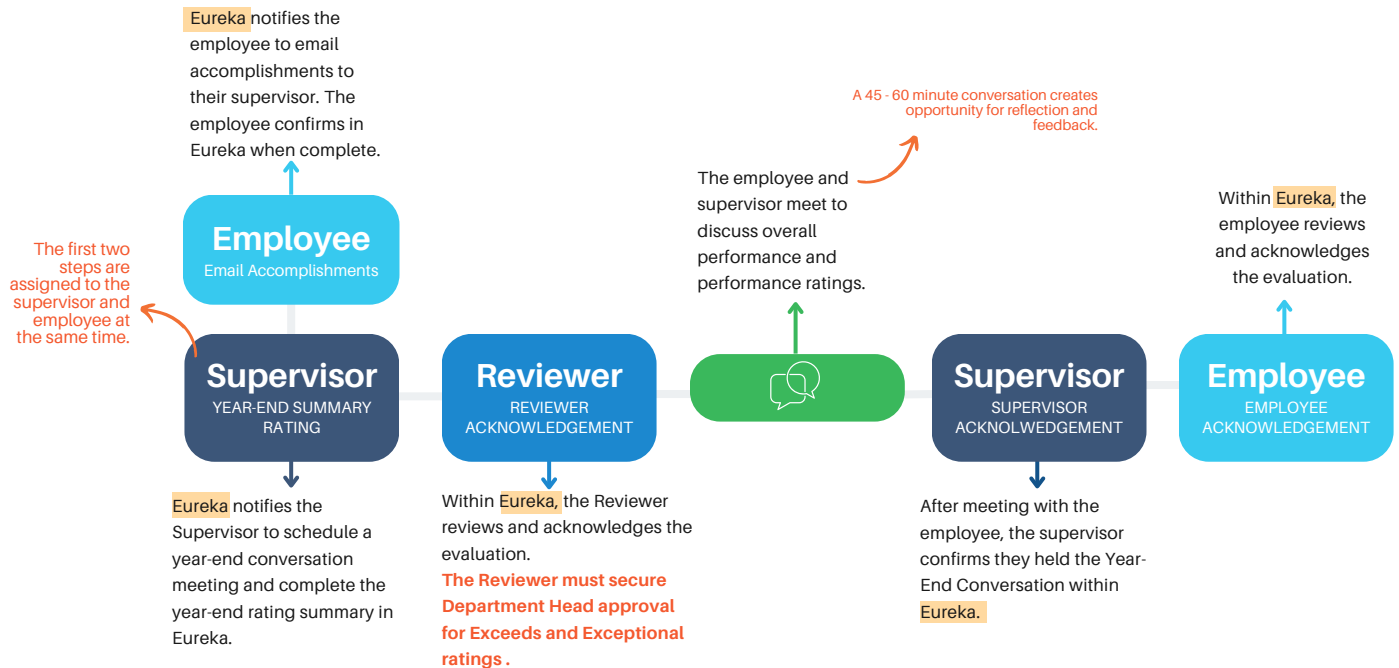 Eureka notifies the
employee to email
accomplishments to
their supervisor. The
employee confirms in
Eureka when complete.
Employee
Email Accomplishments
The first two
steps are
assigned to the
supervisor and
employee at
the same time.
Supervisor
YEAR-END SUMMARY
RATING
Eureka notifies the
Supervisor to schedule a
year-end conversation
meeting and complete the
year-end rating summary in
Eureka.
Reviewer
REVIEWER
ACKNOWLEDGEMENT
Within Eureka, the Reviewer
reviews and acknowledges the
evaluation.
The Reviewer must secure
Department Head approval
for Exceeds and Exceptional
ratings .
A 45 - 60 minute conversation creates
opportunity for reflection and
feedback.
The employee and
supervisor meet to
discuss overall
performance and
performance ratings.
Supervisor
SUPERVISOR
ACKNOLWEDGEMENT
After meeting with the
employee, the supervisor
confirms they held the Year-
End Conversation within
Eureka.
Within Eureka, the
employee reviews
and acknowledges
the evaluation.
Employee
EMPLOYEE
ACKNOWLEDGEMENT